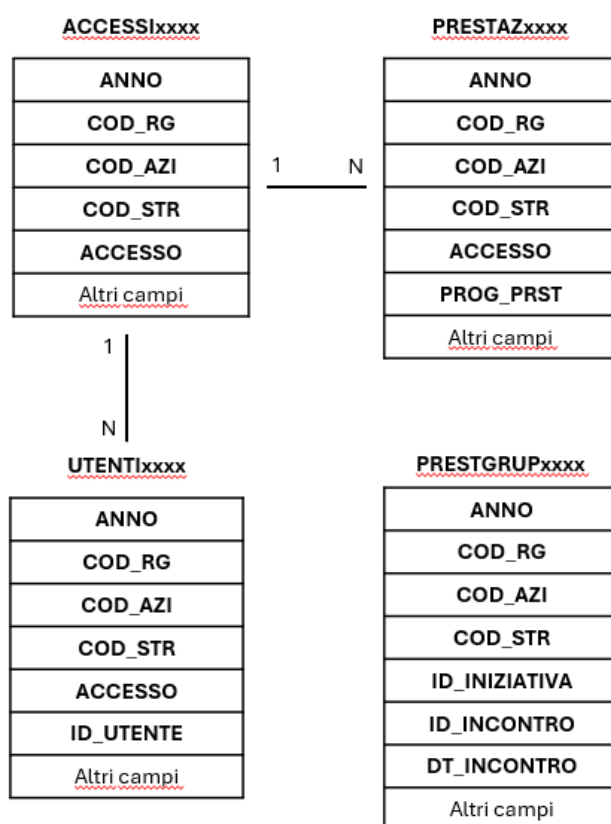 ACCESSIxxxx
ANNO
COD_RG
COD_AZI
COD_STR
ACCESSO
Altri campi
1 N
PRESTAZxxxx
ANNO
COD_RG
COD_AZI
COD_STR
ACCESSO
PROG_PRST
Altri campi
1
N
UTENTIxxxx
ANNO
COD_RG
COD_AZI
COD_STR
ACCESSO
ID_UTENTE
Altri campi
PRESTGRUPxxxx
ANNO
COD_RG
COD_AZI
COD_STR
ID_INIZIATIVA
ID_INCONTRO
DT_INCONTRO
Altri campi